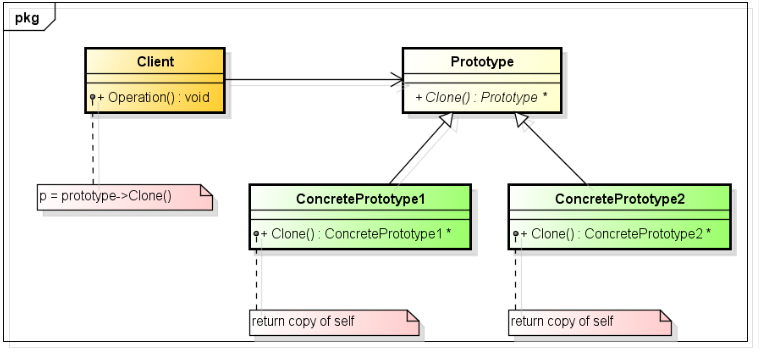 pkg
Client
+ Operation() : void
Prototype
+ Clone() : Prototype *
p = prototype->Clone()
ConcretePrototype1
+ Clone() : ConcretePrototype1 *
ConcretePrototype2
+ Clone() : ConcretePrototype2 *
return copy of self
return copy of self